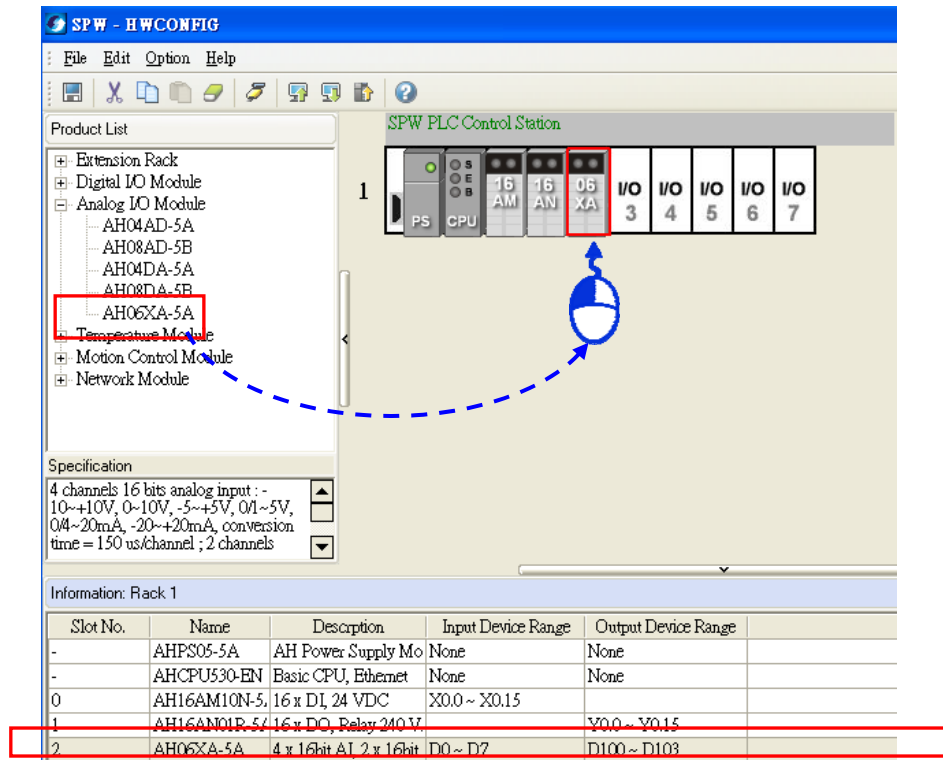 SPW - HWCONFIG
File Edit Option Help
Product List
Extension Rack
Digital I/O Module
Analog I/O Module
AH04AD-5A
AH08AD-5B
AH04DA-5A
AH08DA-5B
AH06XA-5A
Temperature Module
Motion Control Module
Network Module
Specification
4 channels 16 bits analog input : -
10~+10V, 0~10V, -5~+5V, 0/1~5V,
0/4~20mA, -20~+20mA, conversion
time = 150 us/channel ; 2 channels
SPW PLC Control Station
1
PS
S
E
B
CPU
16
AM
16
AN
06
XA
I/O I/O I/O I/O I/O
3 4 5 6 7
Information: Rack 1
Slot No. Name Descrption Input Device Range Output Device Range
- AHPS05-5A AH Power Supply Mo None None
- AHCPU530-EN Basic CPU, Ethernet None None
0 AH16AM10N-5. 16 x DI, 24 VDC X0.0 ~ X0.15
1 AH16AN01R-5A 16 x DO, Relay 240 V. Y0.0 ~ Y0.15
2 AH06XA-5A 4 x 16bit AI, 2 x 16bit D0 ~ D7 D100 ~ D103